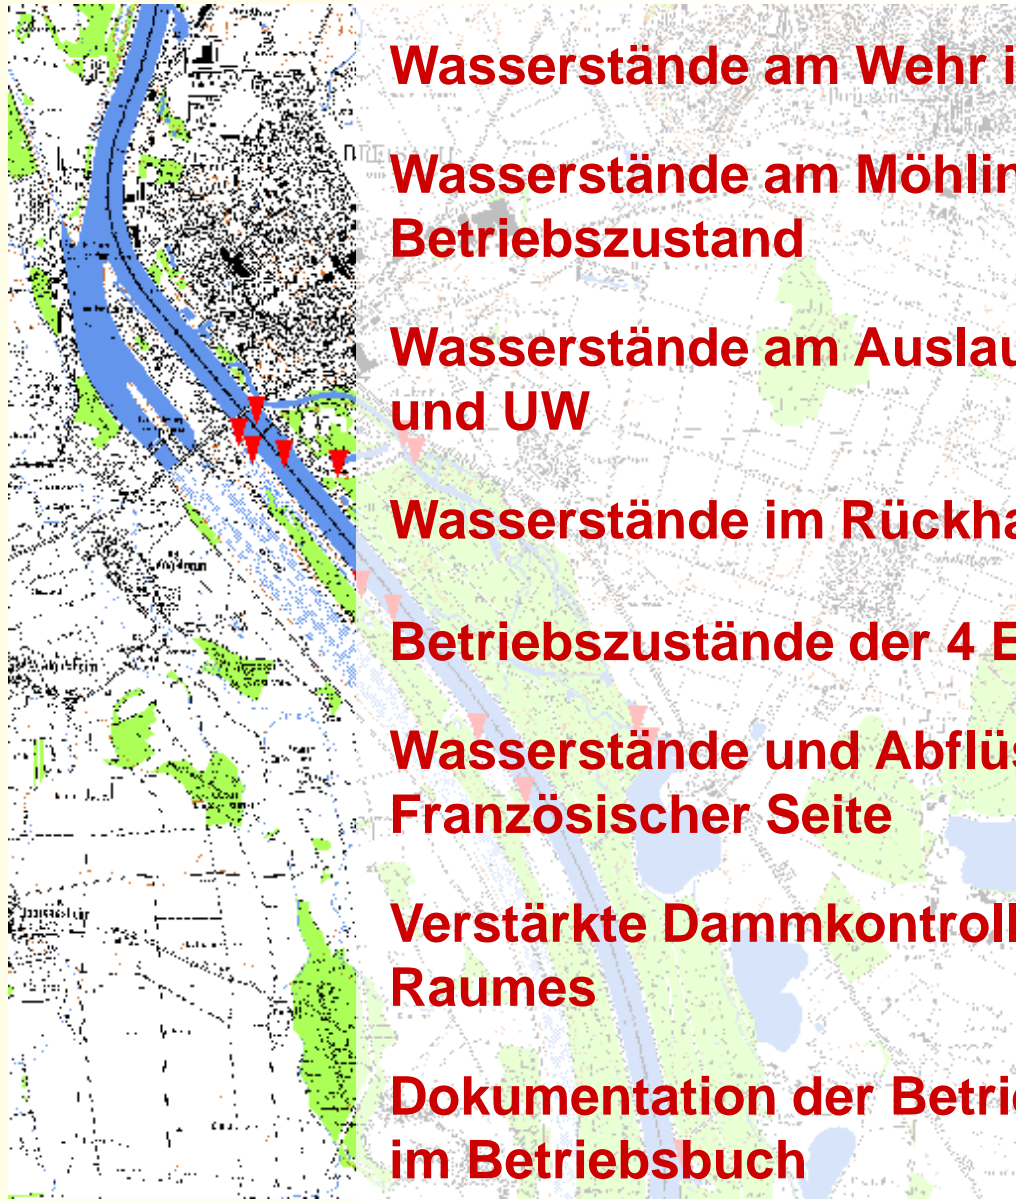 Wasserstände am Wehr i
Wasserstände am Möhlin
Betriebszustand
Wasserstände am Auslau
und UW
Wasserstände im Rückha
Betriebszustände der 4 E
Wasserstände und Abflüs
Französischer Seite
Verstärkte Dammkontroll
Raumes
Dokumentation der Betrie
im Betriebsbuch